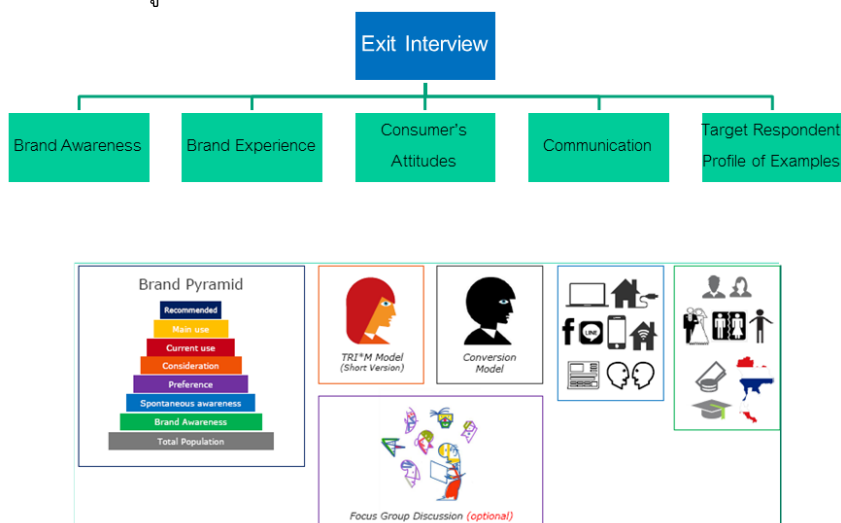 Exit Interview
Brand Awareness
Brand Experience
Consumer's
Attitudes
Communication
Target Respondent
Profile of Examples
Brand Pyramid
Recommended
Main use
Current use
Consideration
Preference
Spontaneous awareness
Brand Awareness
Total Population
TRI*M Model
(Short Version)
Conversion
Model
f
LINE
Focus Group Discussion (optional)